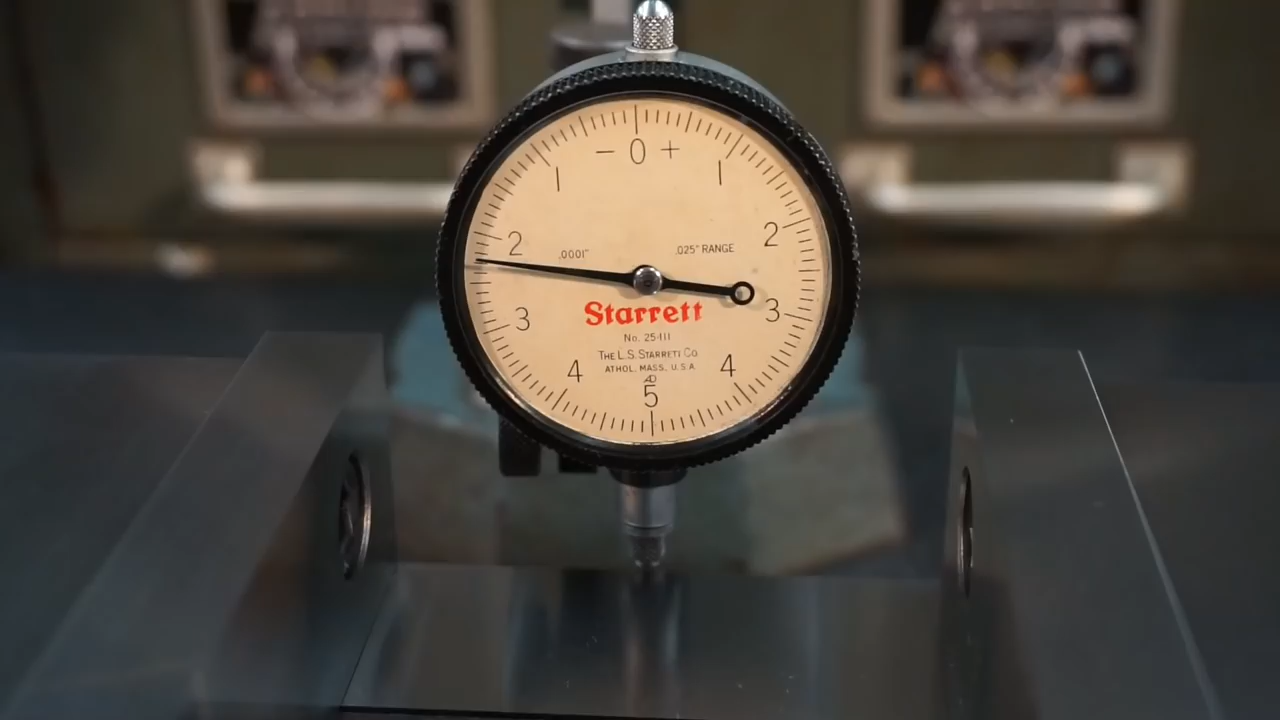 − 0 +
1 1
2 2
.0001" .025" RANGE
3 3
Starrett
No. 25-111
THE L.S. STARRETT CO
ATHOL, MASS., U.S.A.
4 4
AD
5